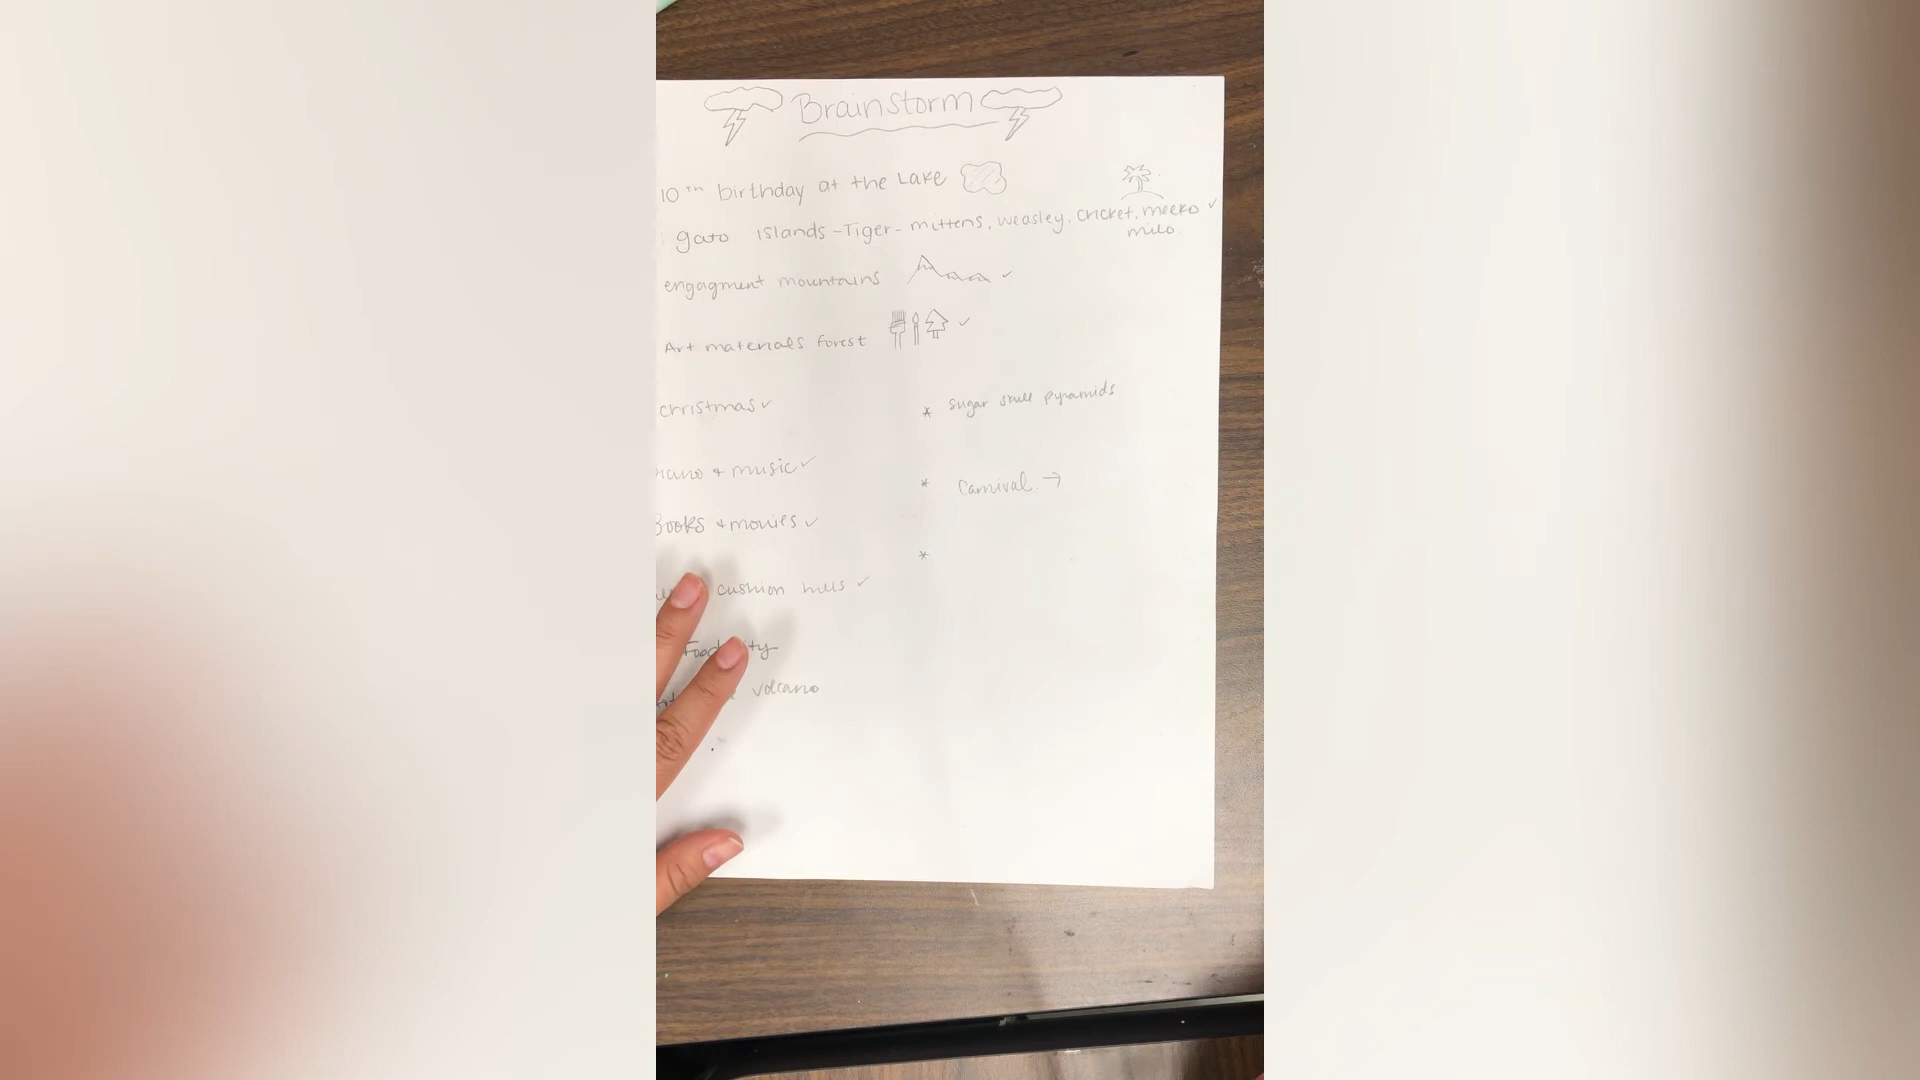 Brainstorm
10th birthday at the Lake
gato islands - Tiger - mittens, weasley, cricket, meeko
milo
engagment mountains
Art materials forest
christmas
+ music
Books + movies
cushion hills
volcano
* sugar skull pyramids
* Carnival →
*